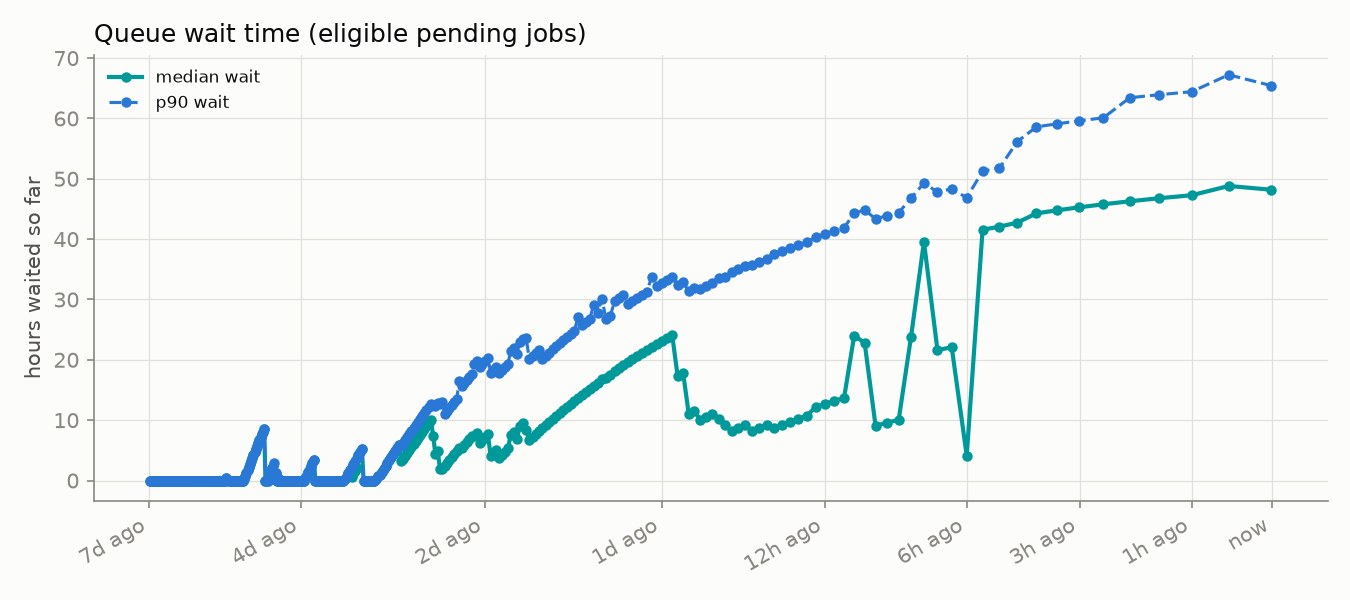 Queue wait time (eligible pending jobs)
median wait
p90 wait
hours waited so far
70
60
50
40
30
20
10
0
7d ago
4d ago
2d ago
1d ago
12h ago
6h ago
3h ago
1h ago
now